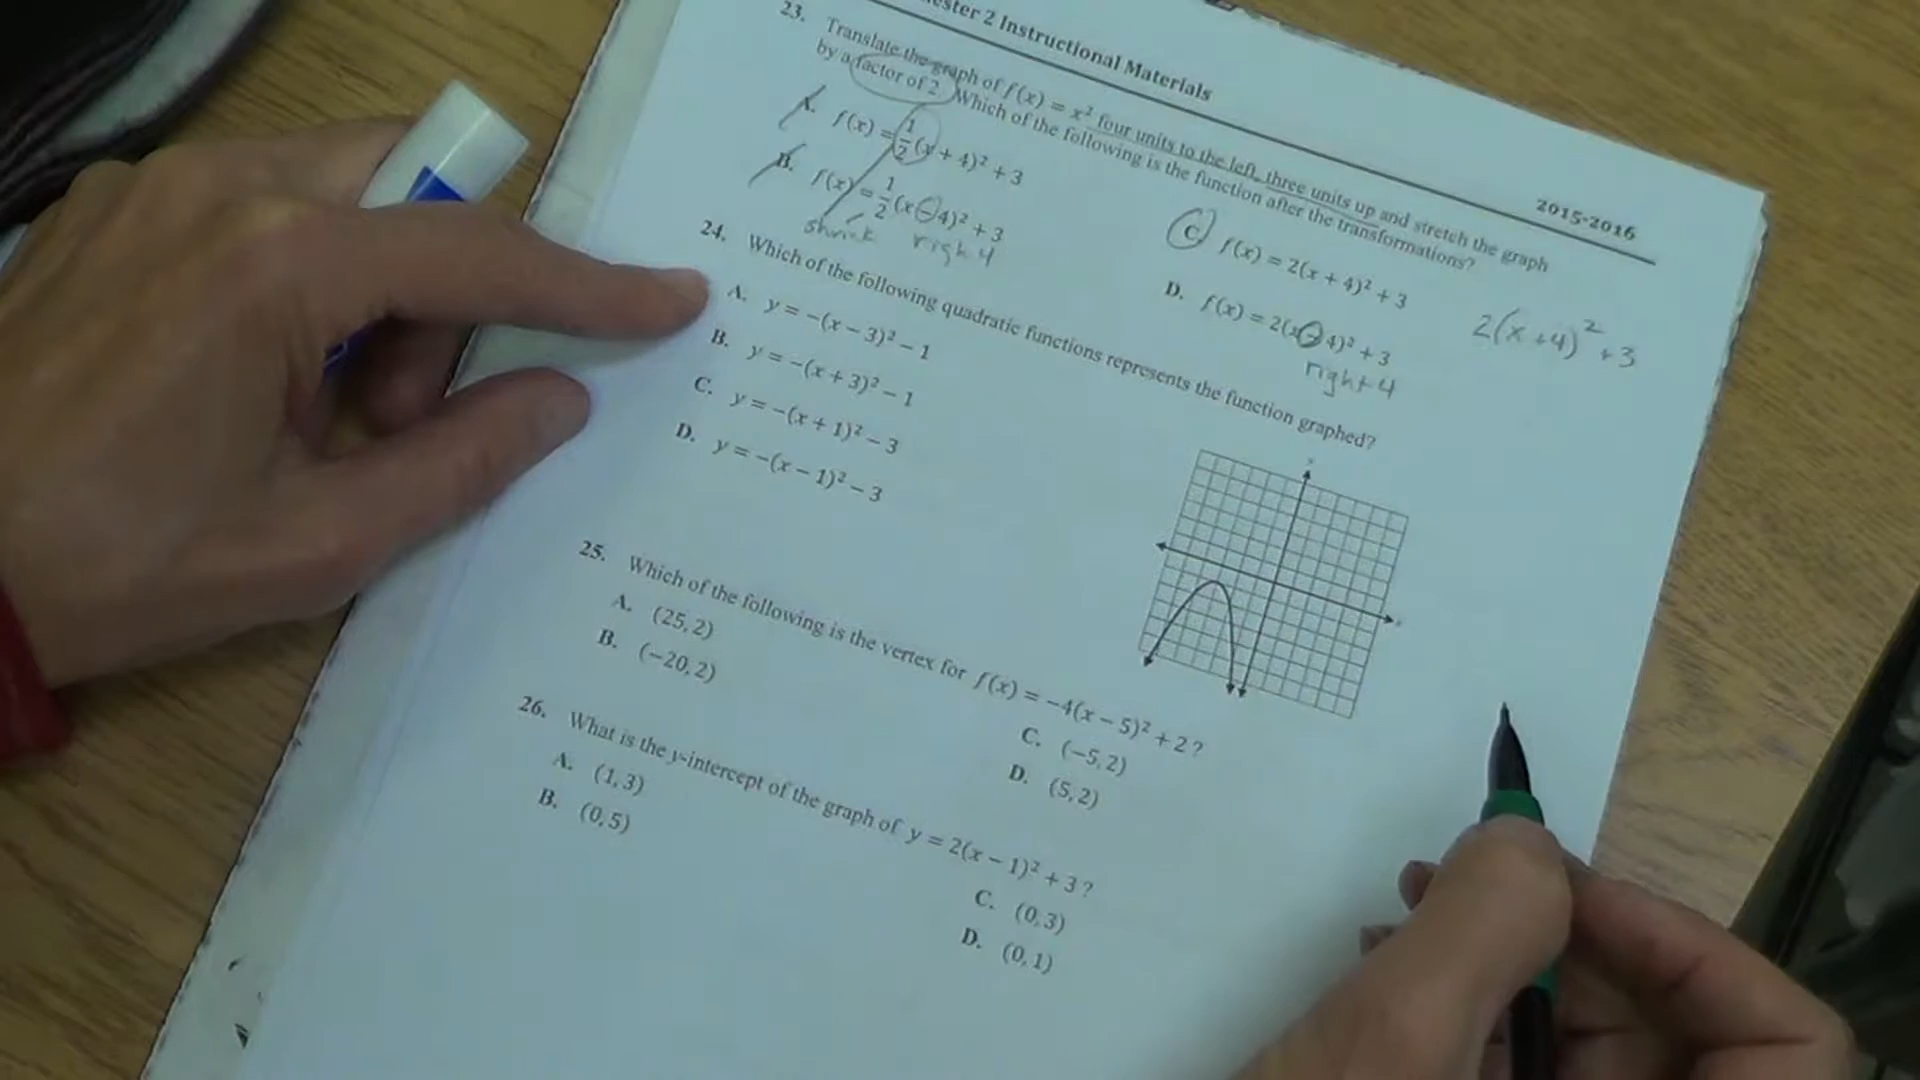 ester 2 Instructional Materials
2015-2016
23. Translate the graph of f(x) = x² four units to the left, three units up and stretch the graph
by a factor of 2. Which of the following is the function after the transformations?
A. f(x) = 1/2(x + 4)² + 3
B. f(x) = 1/2(x − 4)² + 3
shrink right 4
C. f(x) = 2(x + 4)² + 3
D. f(x) = 2(x − 4)² + 3
right 4
2(x+4)² +3
24. Which of the following quadratic functions represents the function graphed?
A. y = −(x − 3)² − 1
B. y = −(x + 3)² − 1
C. y = −(x + 1)² − 3
D. y = −(x − 1)² − 3
25. Which of the following is the vertex for f(x) = −4(x − 5)² + 2?
A. (25, 2)
B. (−20, 2)
C. (−5, 2)
D. (5, 2)
26. What is the y-intercept of the graph of y = 2(x − 1)² + 3?
A. (1, 3)
B. (0, 5)
C. (0, 3)
D. (0, 1)